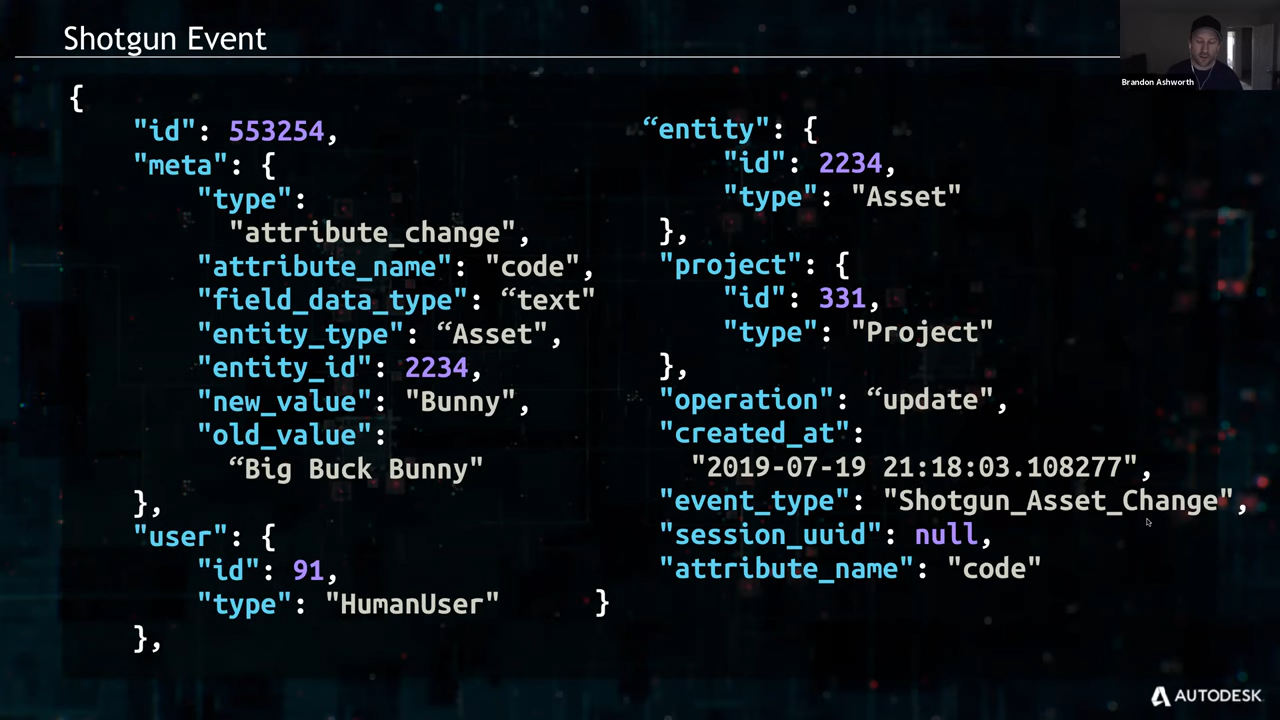 Shotgun Event
Brandon Ashworth
{
"id": 553254,
"meta": {
"type":
"attribute_change",
"attribute_name": "code",
"field_data_type": “text"
"entity_type": “Asset",
"entity_id": 2234,
"new_value": "Bunny",
"old_value":
“Big Buck Bunny"
},
"user": {
"id": 91,
"type": "HumanUser"
},
“entity": {
"id": 2234,
"type": "Asset"
},
"project": {
"id": 331,
"type": "Project"
},
"operation": “update",
"created_at":
"2019-07-19 21:18:03.108277",
"event_type": "Shotgun_Asset_Change",
"session_uuid": null,
"attribute_name": "code"
}
AUTODESK